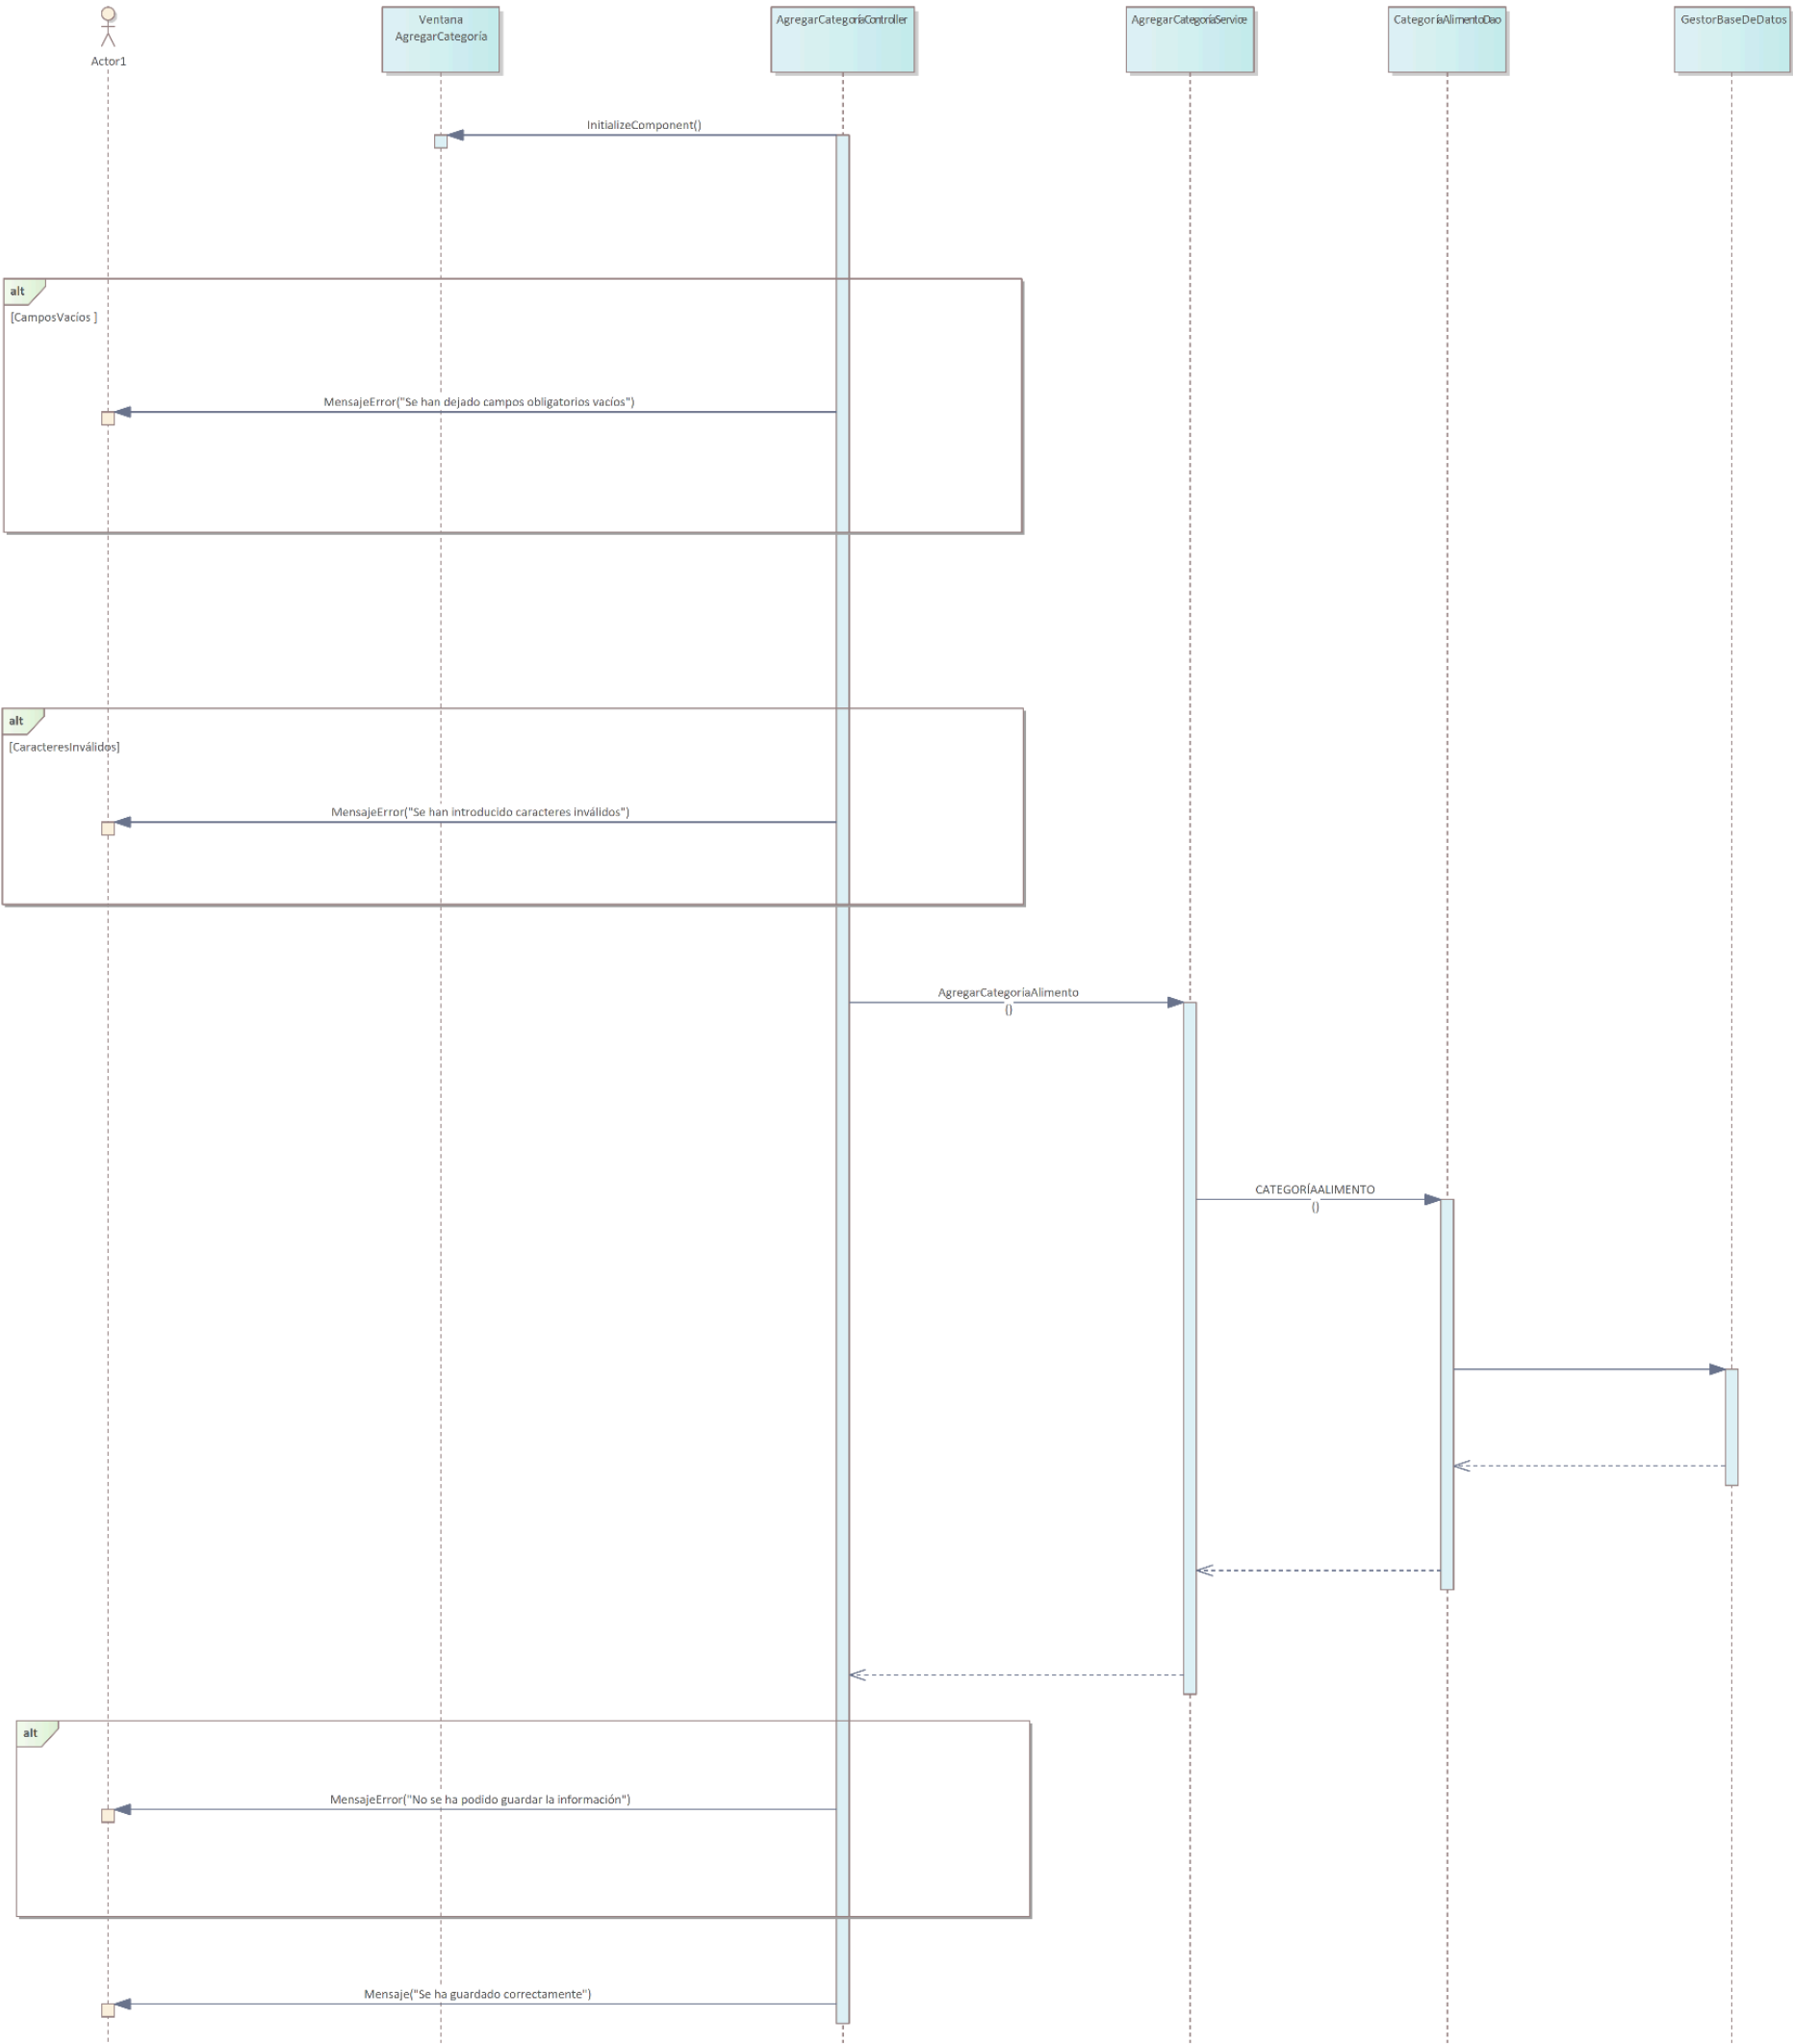 Actor1
Ventana
AgregarCategoría
AgregarCategoríaController
AgregarCategoríaService
CategoríaAlimentoDao
GestorBaseDeDatos
InitializeComponent()
alt
[CamposVacíos ]
MensajeError("Se han dejado campos obligatorios vacíos")
alt
[CaracteresInválidos]
MensajeError("Se han introducido caracteres inválidos")
AgregarCategoríaAlimento
()
CATEGORÍAALIMENTO
()
alt
MensajeError("No se ha podido guardar la información")
Mensaje("Se ha guardado correctamente")